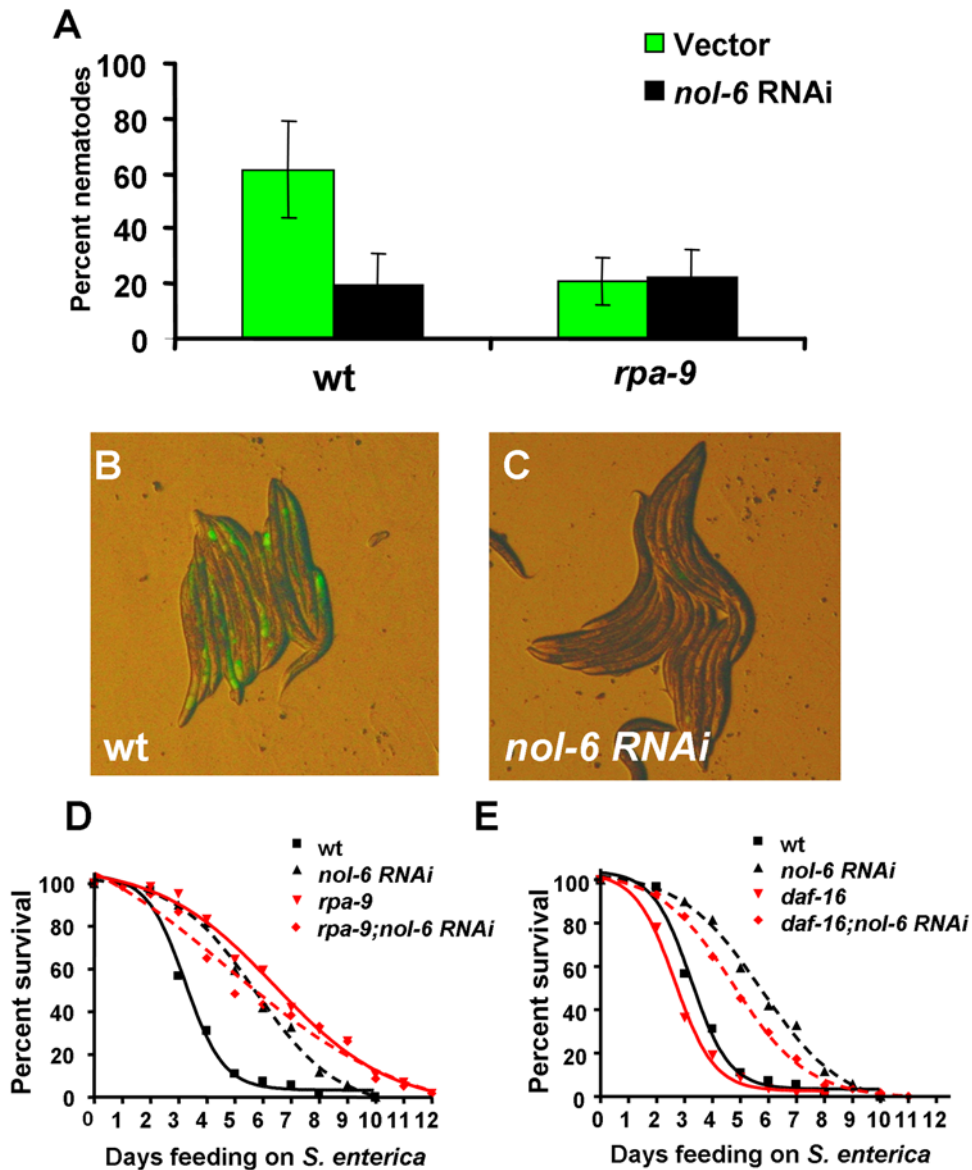 A
Vector
nol-6 RNAi
Percent nematodes
100
80
60
40
20
0
wt
rpa-9
B
wt
C
nol-6 RNAi
D
wt
nol-6 RNAi
rpa-9
rpa-9;nol-6 RNAi
Percent survival
100
80
60
40
20
0
0 1 2 3 4 5 6 7 8 9 10 11 12
Days feeding on S. enterica
E
wt
nol-6 RNAi
daf-16
daf-16;nol-6 RNAi
Percent survival
100
80
60
40
20
0
0 1 2 3 4 5 6 7 8 9 10 11 12
Days feeding on S. enterica